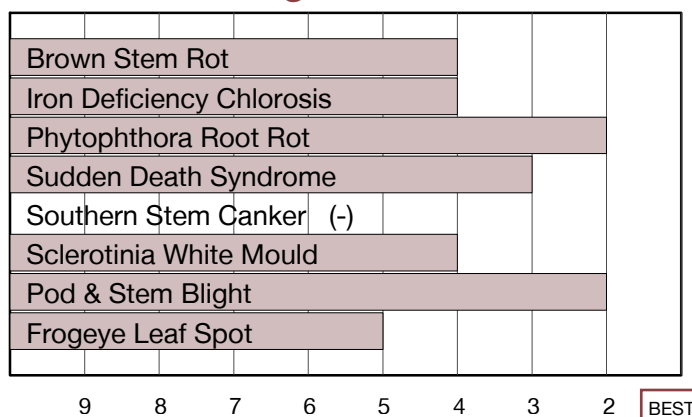 Brown Stem Rot
Iron Deficiency Chlorosis
Phytophthora Root Rot
Sudden Death Syndrome
Southern Stem Canker (-)
Sclerotinia White Mould
Pod & Stem Blight
Frogeye Leaf Spot
9 8 7 6 5 4 3 2 BEST